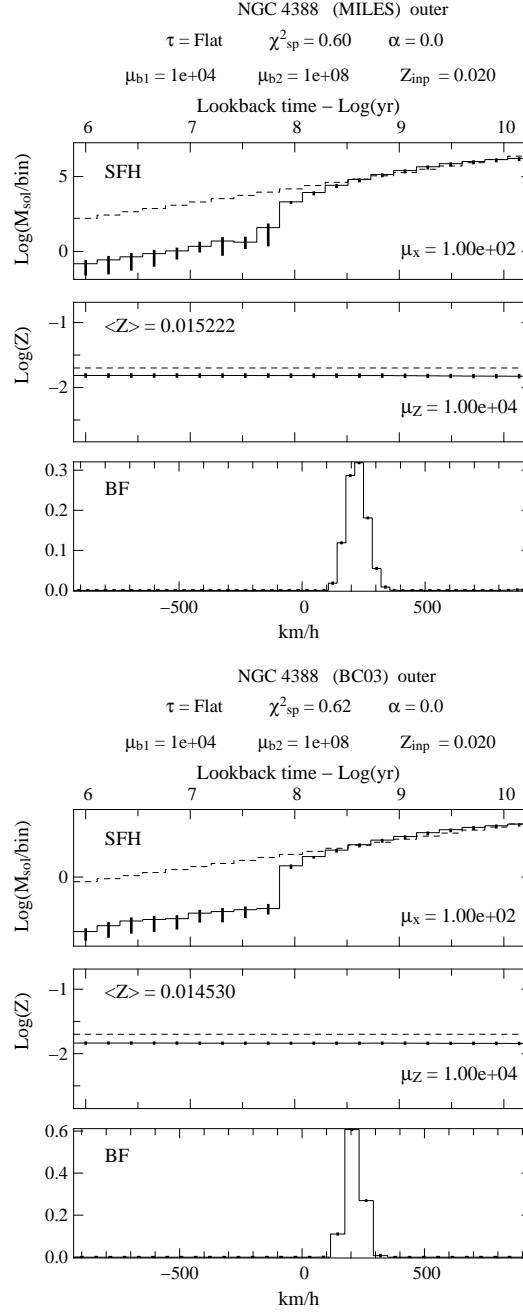 NGC 4388 (MILES) outer
τ = Flat χ²sp = 0.60 α = 0.0
μb1 = 1e+04 μb2 = 1e+08 Zinp = 0.020
Lookback time − Log(yr)
6 7 8 9 10
SFH
5
0
Log(Msol/bin)
μx = 1.00e+02
<Z> = 0.015222
−1
−2
Log(Z)
μZ = 1.00e+04
BF
0.3
0.2
0.1
0.0
−500 0 500
km/h
NGC 4388 (BC03) outer
τ = Flat χ²sp = 0.62 α = 0.0
μb1 = 1e+04 μb2 = 1e+08 Zinp = 0.020
Lookback time − Log(yr)
6 7 8 9 10
SFH
0
Log(Msol/bin)
μx = 1.00e+02
<Z> = 0.014530
−1
−2
Log(Z)
μZ = 1.00e+04
BF
0.6
0.4
0.2
0.0
−500 0 500
km/h